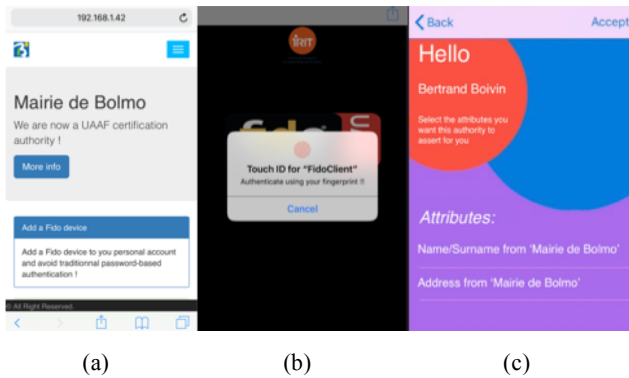 192.168.1.42
Mairie de Bolmo
We are now a UAAF certification
authority !
More info
Add a Fido device
Add a Fido device to you personal account
and avoid traditionnal password-based
authentication !
© All Right Reserved.
(a)
IRIT
fido
Touch ID for "FidoClient"
Authenticate using your fingerprint !!
Cancel
(b)
Back
Accept
Hello
Bertrand Boivin
Select the attributes you
want this authority to
assert for you
Attributes:
Name/Surname from 'Mairie de Bolmo'
Address from 'Mairie de Bolmo'
(c)